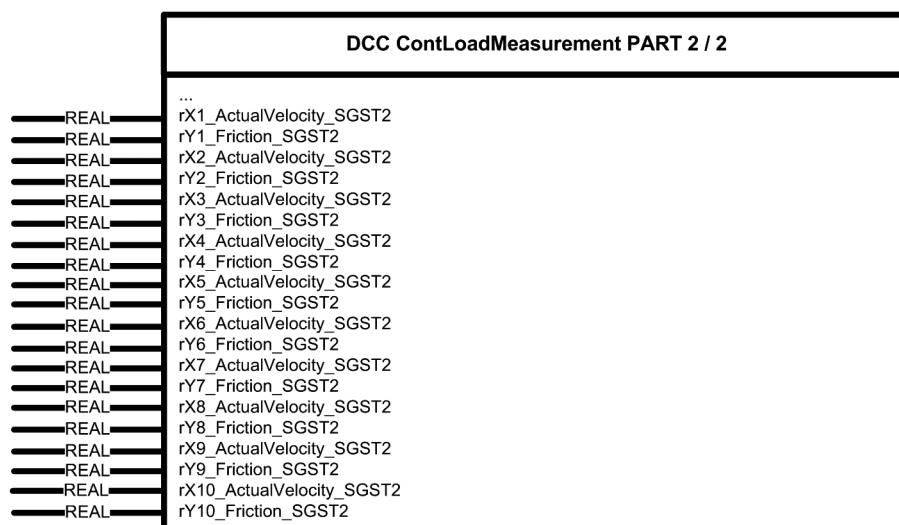 DCC ContLoadMeasurement PART 2 / 2
...
REAL rX1_ActualVelocity_SGST2
REAL rY1_Friction_SGST2
REAL rX2_ActualVelocity_SGST2
REAL rY2_Friction_SGST2
REAL rX3_ActualVelocity_SGST2
REAL rY3_Friction_SGST2
REAL rX4_ActualVelocity_SGST2
REAL rY4_Friction_SGST2
REAL rX5_ActualVelocity_SGST2
REAL rY5_Friction_SGST2
REAL rX6_ActualVelocity_SGST2
REAL rY6_Friction_SGST2
REAL rX7_ActualVelocity_SGST2
REAL rY7_Friction_SGST2
REAL rX8_ActualVelocity_SGST2
REAL rY8_Friction_SGST2
REAL rX9_ActualVelocity_SGST2
REAL rY9_Friction_SGST2
REAL rX10_ActualVelocity_SGST2
REAL rY10_Friction_SGST2